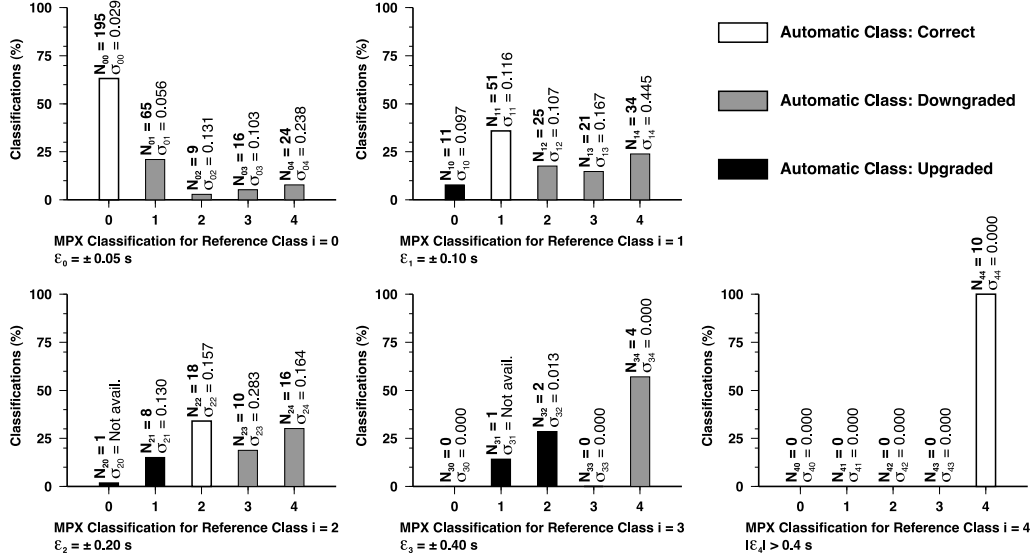 Classifications (%)
100
75
50
25
0
N00 = 195
σ00 = 0.029
N01 = 65
σ01 = 0.056
N02 = 9
σ02 = 0.131
N03 = 16
σ03 = 0.103
N04 = 24
σ04 = 0.238
0 1 2 3 4
MPX Classification for Reference Class i = 0
ℰ0 = ± 0.05 s
Classifications (%)
100
75
50
25
0
N10 = 11
σ10 = 0.097
N11 = 51
σ11 = 0.116
N12 = 25
σ12 = 0.107
N13 = 21
σ13 = 0.167
N14 = 34
σ14 = 0.445
0 1 2 3 4
MPX Classification for Reference Class i = 1
ℰ1 = ± 0.10 s
Automatic Class: Correct
Automatic Class: Downgraded
Automatic Class: Upgraded
Classifications (%)
100
75
50
25
0
N20 = 1
σ20 = Not avail.
N21 = 8
σ21 = 0.130
N22 = 18
σ22 = 0.157
N23 = 10
σ23 = 0.283
N24 = 16
σ24 = 0.164
0 1 2 3 4
MPX Classification for Reference Class i = 2
ℰ2 = ± 0.20 s
Classifications (%)
100
75
50
25
0
N30 = 0
σ30 = 0.000
N31 = 1
σ31 = Not avail.
N32 = 2
σ32 = 0.013
N33 = 0
σ33 = 0.000
N34 = 4
σ34 = 0.000
0 1 2 3 4
MPX Classification for Reference Class i = 3
ℰ3 = ± 0.40 s
Classifications (%)
100
75
50
25
0
N40 = 0
σ40 = 0.000
N41 = 0
σ41 = 0.000
N42 = 0
σ42 = 0.000
N43 = 0
σ43 = 0.000
N44 = 10
σ44 = 0.000
0 1 2 3 4
MPX Classification for Reference Class i = 4
|ℰ4| > 0.4 s